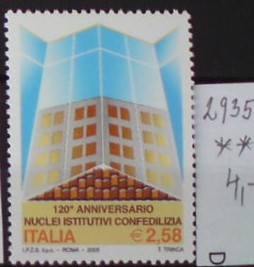 120° ANNIVERSARIO
NUCLEI ISTITUTIVI CONFEDILIZIA
ITALIA €2,58
I.P.Z.S. S.p.A. - ROMA - 2003 T. TRINCA
2935
**
4,-
D